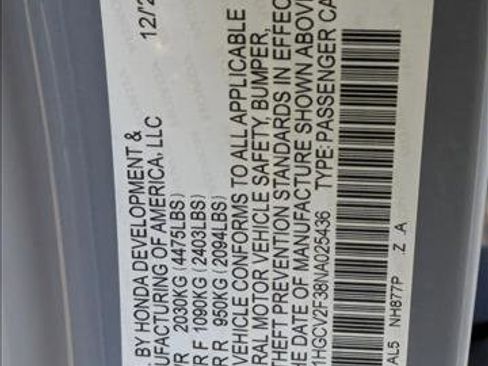 . BY HONDA DEVELOPMENT & 12/2
UFACTURING OF AMERICA, LLC
WR 2030KG (4475LBS)
R F 1090KG (2403LBS)
R R 950KG (2094LBS)
VEHICLE CONFORMS TO ALL APPLICABLE
RAL MOTOR VEHICLE SAFETY, BUMPER,
THEFT PREVENTION STANDARDS IN EFFEC
HE DATE OF MANUFACTURE SHOWN ABOVE
1HGCV2F38NA025436 TYPE: PASSENGER CA
AL5 NH877P .Z .A